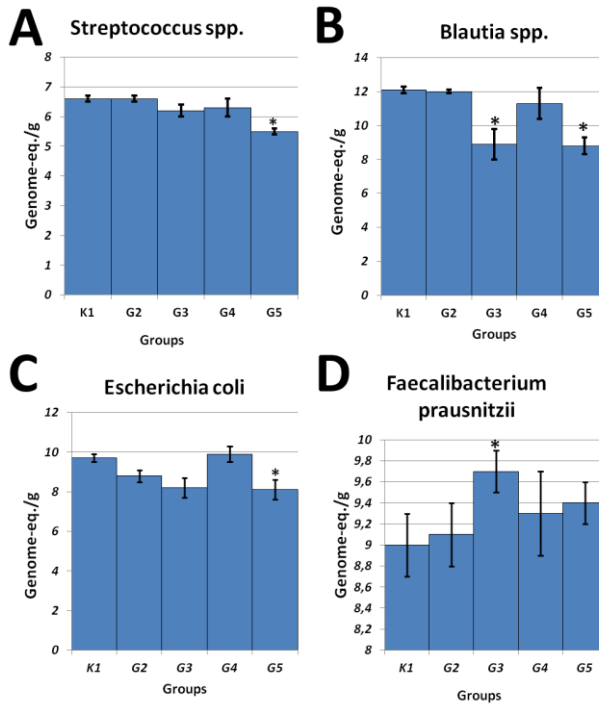 A
Streptococcus spp.
Genome-eq./g
8
7
6
5
4
3
2
1
0
*
K1 G2 G3 G4 G5
Groups
B
Blautia spp.
Genome-eq./g
14
12
10
8
6
4
2
0
* *
K1 G2 G3 G4 G5
Groups
C
Escherichia coli
Genome-eq./g
12
10
8
6
4
2
0
*
K1 G2 G3 G4 G5
Groups
D
Faecalibacterium
prausnitzii
Genome-eq./g
10
9,8
9,6
9,4
9,2
9
8,8
8,6
8,4
8,2
8
*
K1 G2 G3 G4 G5
Groups